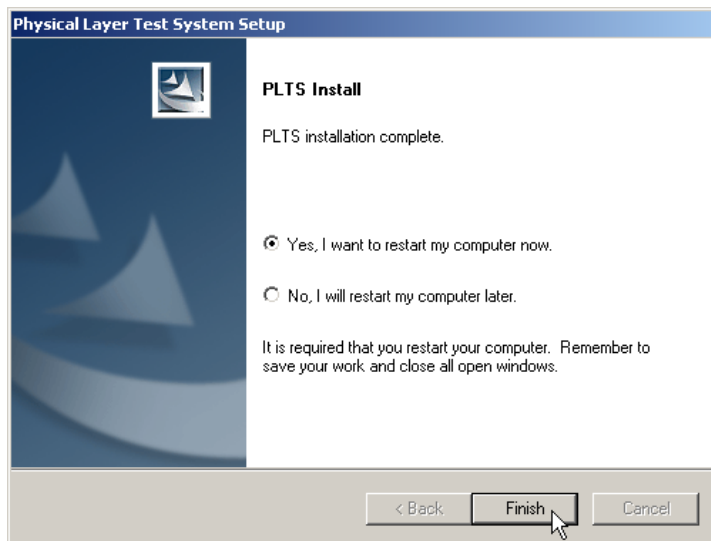 Physical Layer Test System Setup
PLTS Install
PLTS installation complete.
Yes, I want to restart my computer now.
No, I will restart my computer later.
It is required that you restart your computer.  Remember to
save your work and close all open windows.
< Back
Finish
Cancel